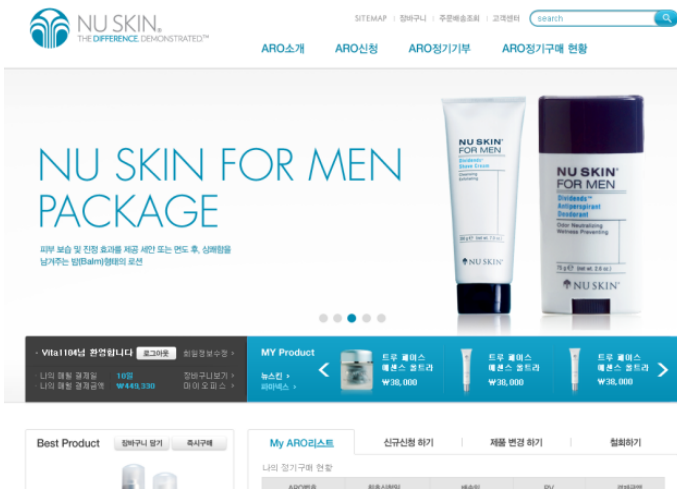 NU SKIN®
THE DIFFERENCE. DEMONSTRATED™
SITEMAP 장바구니 주문배송조회 고객센터 search
ARO소개 ARO신청 ARO정기기부 ARO정기구매 현황
NU SKIN FOR MEN
PACKAGE
피부 보습 및 진정 효과를 제공 세안 또는 면도 후, 상쾌함을
남겨주는 밤(Balm)형태의 로션
NU SKIN®
FOR MEN
Dividends™
Shave Cream
NU SKIN
NU SKIN®
FOR MEN
Dividends™
Antiperspirant
Deodorant
Odor Neutralizing
Wetness Preventing
NU SKIN
Vita1104님 환영합니다 로그아웃 회원정보수정
나의 매월 결제일 10일 장바구니보기
나의 매월 결제금액 ₩449,330 마이오피스
MY Product
뉴스킨
파마넥스
트루 페이스
에센스 울트라
₩38,000
트루 페이스
에센스 울트라
₩38,000
트루 페이스
에센스 울트라
₩38,000
Best Product 장바구니 담기 즉시구매
My ARO리스트 신규신청 하기 제품 변경 하기 철회하기
나의 정기구매 현황